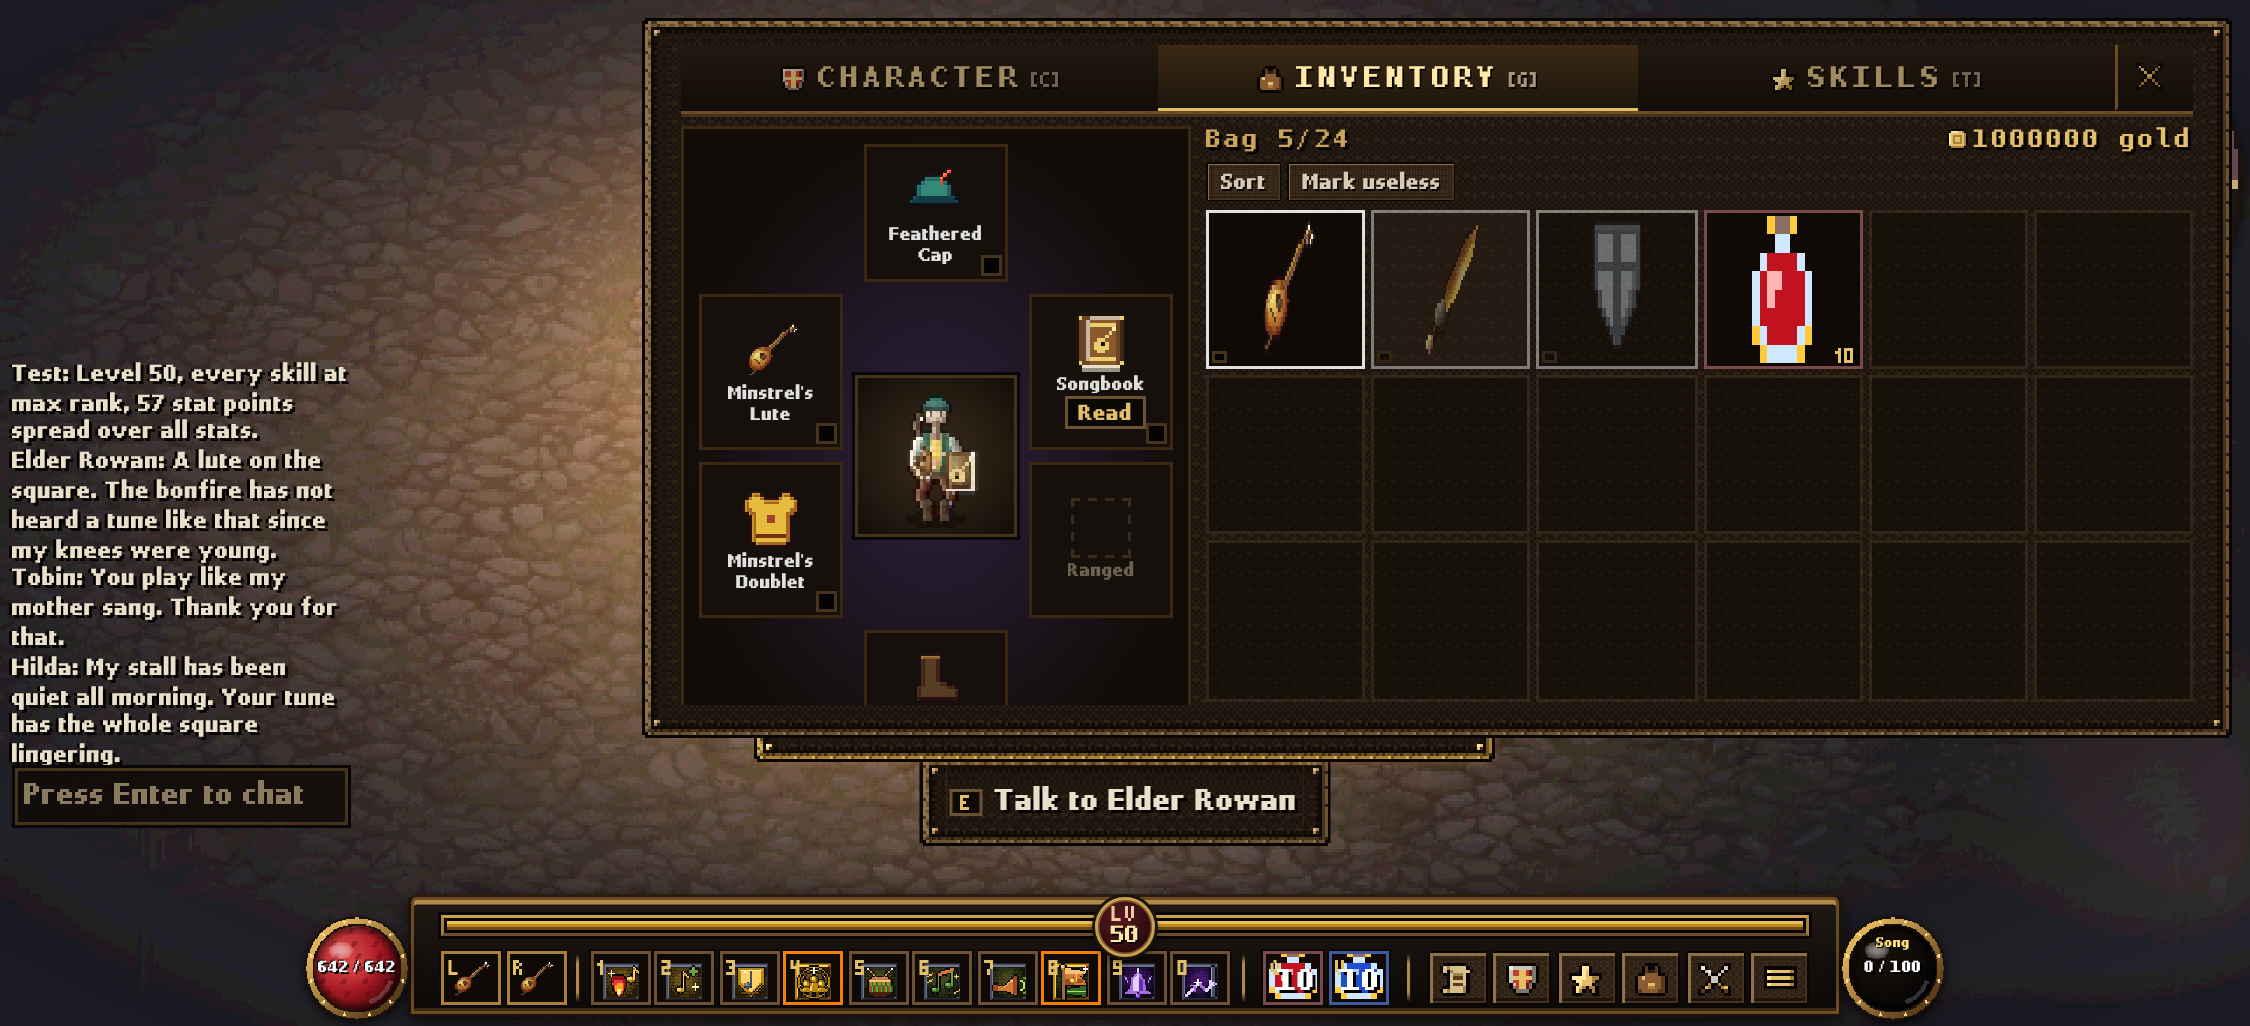 CHARACTER [C]
INVENTORY [G]
SKILLS [T]
Bag 5/24
1000000 gold
Sort
Mark useless
Feathered
Cap
Minstrel's
Lute
Songbook
Read
Minstrel's
Doublet
Ranged
10
Test: Level 50, every skill at
max rank, 57 stat points
spread over all stats.
Elder Rowan: A lute on the
square. The bonfire has not
heard a tune like that since
my knees were young.
Tobin: You play like my
mother sang. Thank you for
that.
Hilda: My stall has been
quiet all morning. Your tune
has the whole square
lingering.
Press Enter to chat
E Talk to Elder Rowan
LV
50
642 / 642
L R 1 2 3 4 5 6 7 8 9 0
10 10
Song
0 / 100